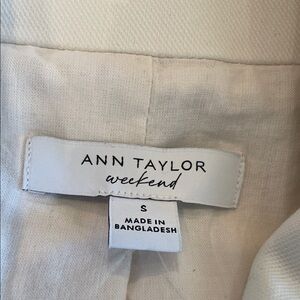 ANN TAYLOR
weekend
S
MADE IN
BANGLADESH